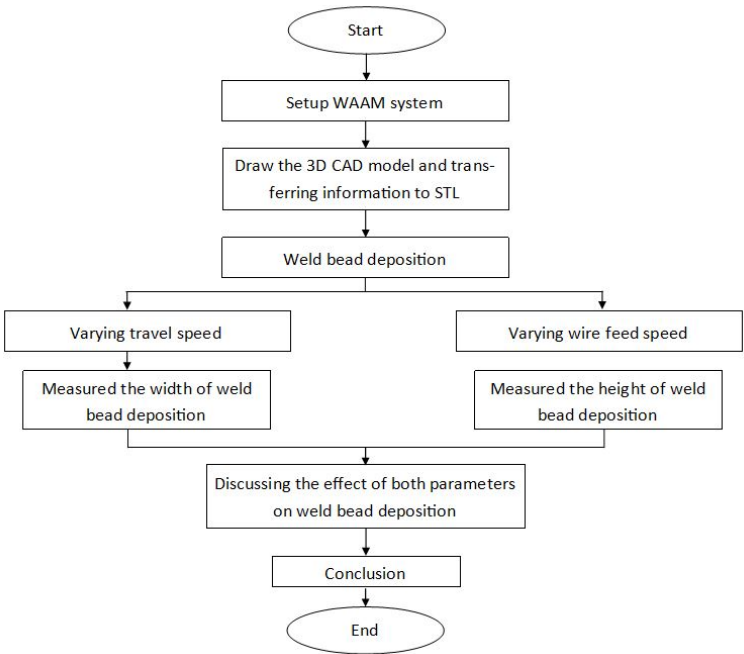 Start
Setup WAAM system
Draw the 3D CAD model and trans-
ferring information to STL
Weld bead deposition
Varying travel speed
Varying wire feed speed
Measured the width of weld
bead deposition
Measured the height of weld
bead deposition
Discussing the effect of both parameters
on weld bead deposition
Conclusion
End